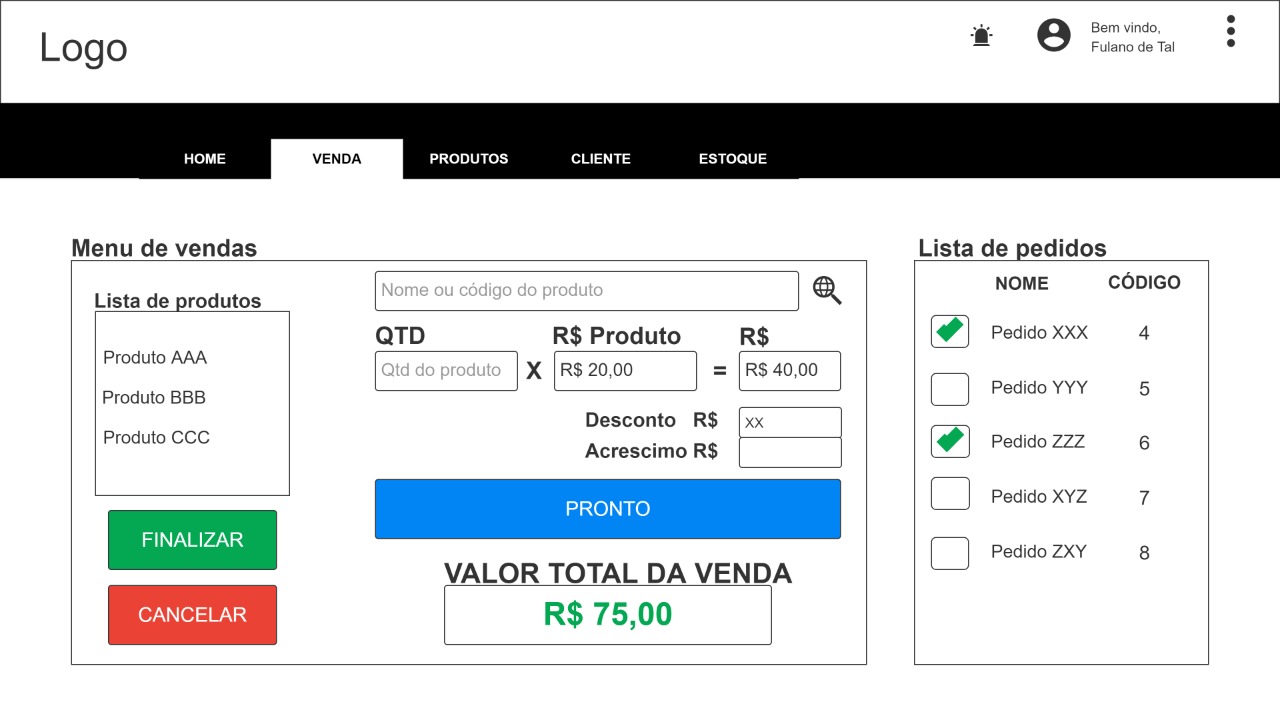 Logo
Bem vindo,
Fulano de Tal
HOME
VENDA
PRODUTOS
CLIENTE
ESTOQUE
Menu de vendas
Lista de produtos
Produto AAA
Produto BBB
Produto CCC
FINALIZAR
CANCELAR
Nome ou código do produto
QTD
R$ Produto
R$
Qtd do produto
X
R$ 20,00
=
R$ 40,00
Desconto R$
XX
Acrescimo R$
PRONTO
VALOR TOTAL DA VENDA
R$ 75,00
Lista de pedidos
NOME CÓDIGO
Pedido XXX 4
Pedido YYY 5
Pedido ZZZ 6
Pedido XYZ 7
Pedido ZXY 8